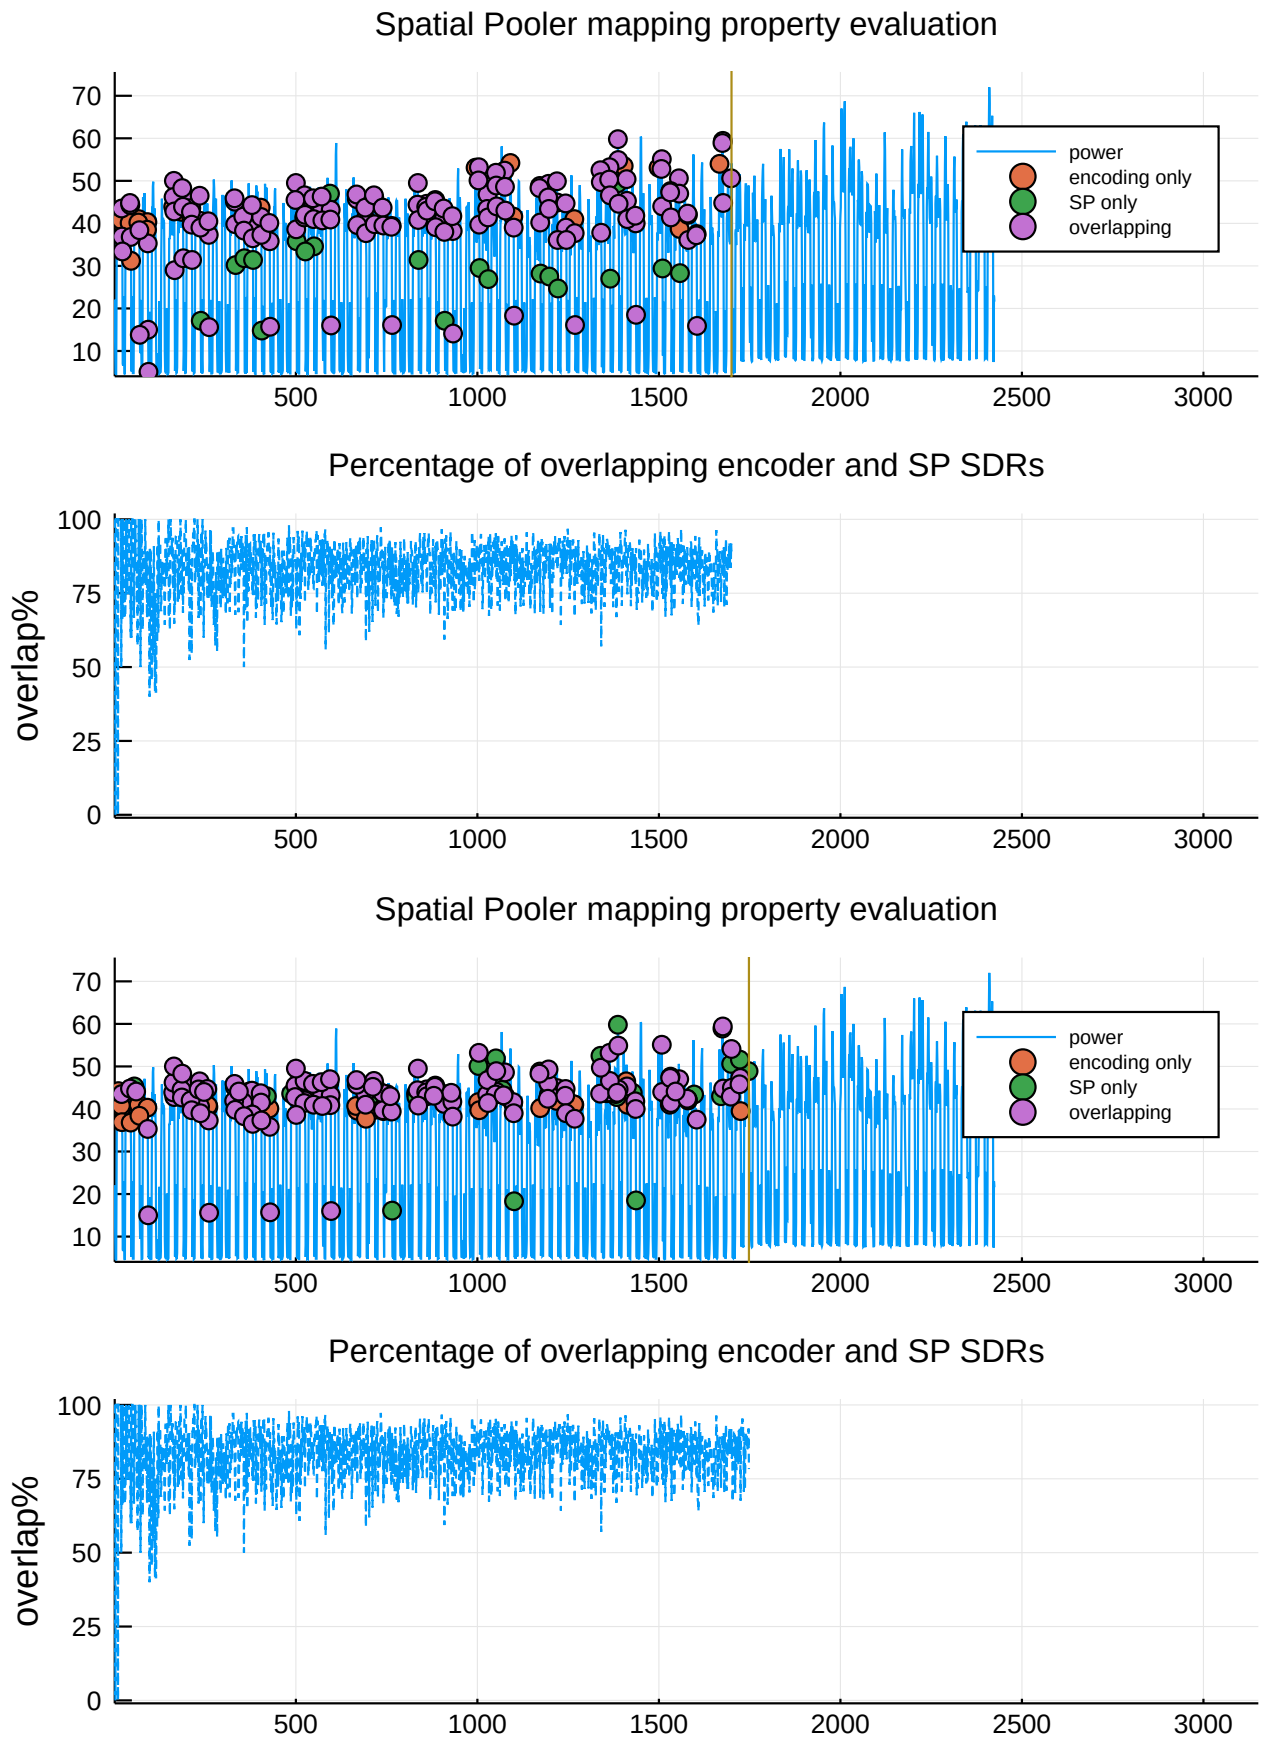 Spatial Pooler mapping property evaluation
70
60
50
40
30
20
10
power
encoding only
SP only
overlapping
500 1000 1500 2000 2500 3000
Percentage of overlapping encoder and SP SDRs
overlap%
100
75
50
25
0
500 1000 1500 2000 2500 3000
Spatial Pooler mapping property evaluation
70
60
50
40
30
20
10
power
encoding only
SP only
overlapping
500 1000 1500 2000 2500 3000
Percentage of overlapping encoder and SP SDRs
overlap%
100
75
50
25
0
500 1000 1500 2000 2500 3000